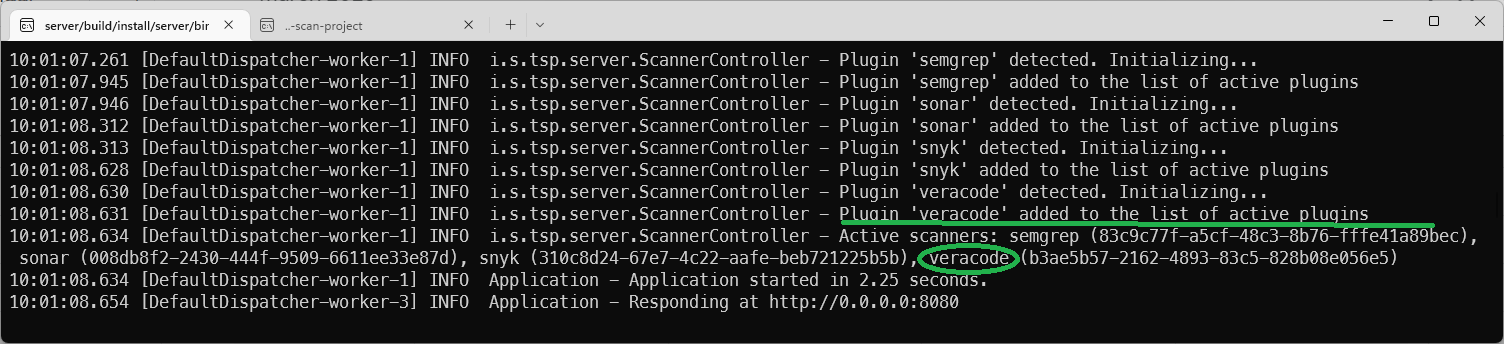 server/build/install/server/bir
..-scan-project
10:01:07.261 [DefaultDispatcher-worker-1] INFO  i.s.tsp.server.ScannerController – Plugin 'semgrep' detected. Initializing...
10:01:07.945 [DefaultDispatcher-worker-1] INFO  i.s.tsp.server.ScannerController – Plugin 'semgrep' added to the list of active plugins
10:01:07.946 [DefaultDispatcher-worker-1] INFO  i.s.tsp.server.ScannerController – Plugin 'sonar' detected. Initializing...
10:01:08.312 [DefaultDispatcher-worker-1] INFO  i.s.tsp.server.ScannerController – Plugin 'sonar' added to the list of active plugins
10:01:08.313 [DefaultDispatcher-worker-1] INFO  i.s.tsp.server.ScannerController – Plugin 'snyk' detected. Initializing...
10:01:08.628 [DefaultDispatcher-worker-1] INFO  i.s.tsp.server.ScannerController – Plugin 'snyk' added to the list of active plugins
10:01:08.630 [DefaultDispatcher-worker-1] INFO  i.s.tsp.server.ScannerController – Plugin 'veracode' detected. Initializing...
10:01:08.631 [DefaultDispatcher-worker-1] INFO  i.s.tsp.server.ScannerController – Plugin 'veracode' added to the list of active plugins
10:01:08.634 [DefaultDispatcher-worker-1] INFO  i.s.tsp.server.ScannerController – Active scanners: semgrep (83c9c77f-a5cf-48c3-8b76-fffe41a89bec),
sonar (008db8f2-2430-444f-9509-6611ee33e87d), snyk (310c8d24-67e7-4c22-aafe-beb721225b5b), veracode (b3ae5b57-2162-4893-83c5-828b08e056e5)
10:01:08.634 [DefaultDispatcher-worker-1] INFO  Application – Application started in 2.25 seconds.
10:01:08.654 [DefaultDispatcher-worker-3] INFO  Application – Responding at http://0.0.0.0:8080